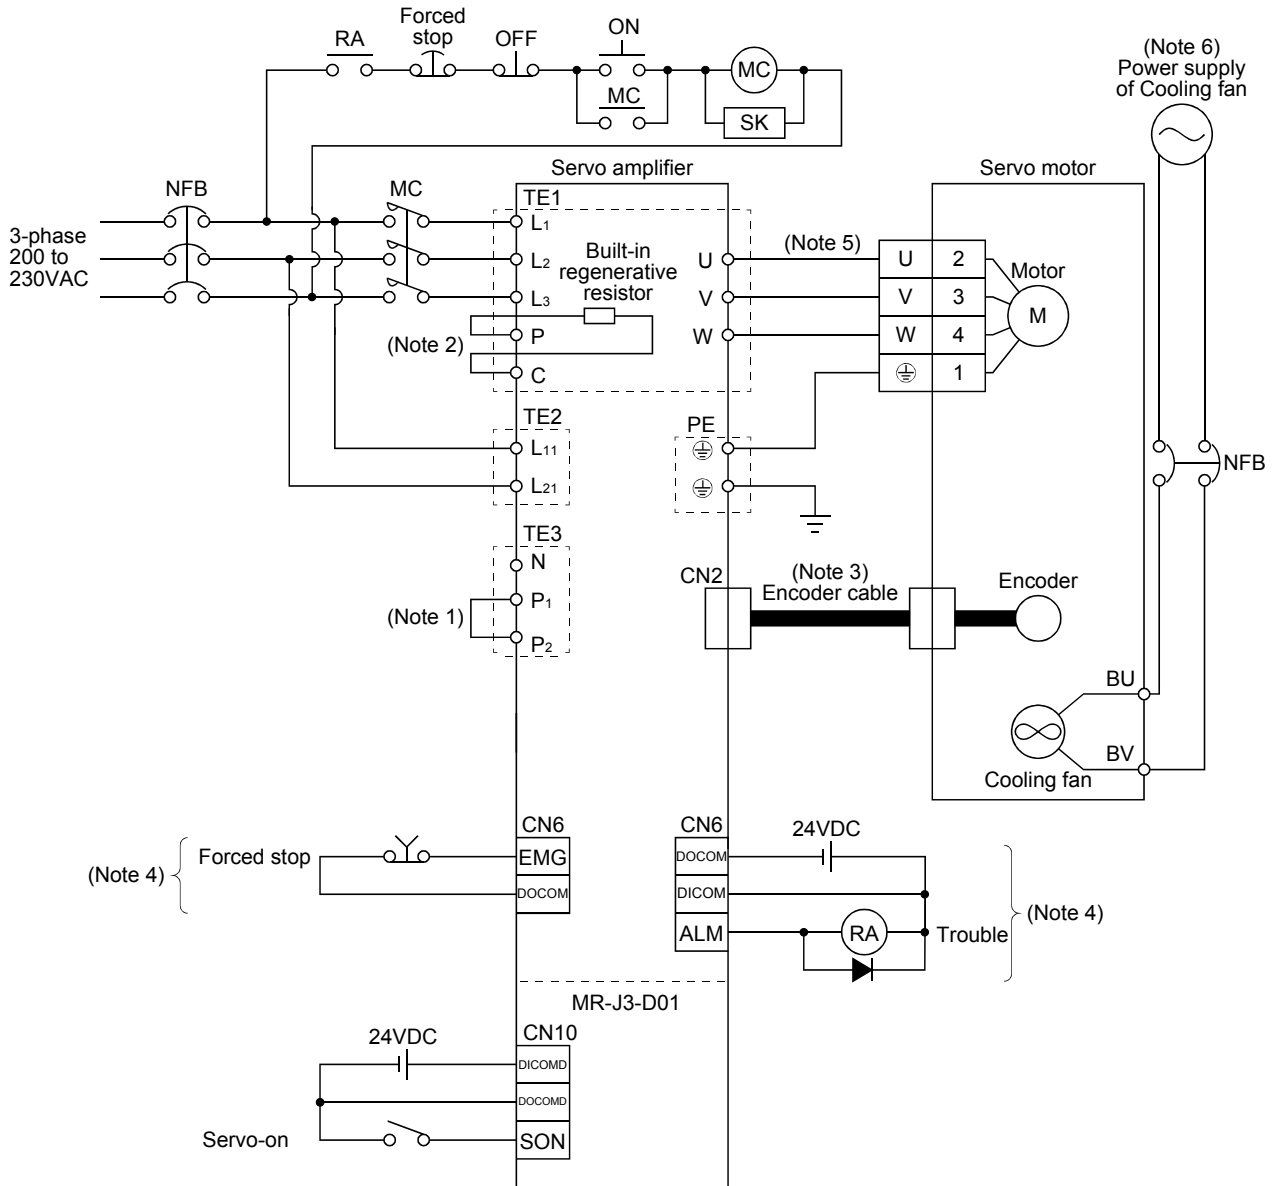 Forced
stop
RA
OFF
ON
MC
MC
SK
(Note 6)
Power supply
of Cooling fan
Servo amplifier
Servo motor
NFB
MC
TE1
3-phase
200 to
230VAC
L1
L2
L3
P
C
Built-in
regenerative
resistor
(Note 2)
U
V
W
(Note 5)
U 2
V 3
W 4
1
Motor
M
TE2
L11
L21
PE
NFB
TE3
N
P1
P2
(Note 1)
CN2
(Note 3)
Encoder cable
Encoder
BU
BV
Cooling fan
CN6
(Note 4)
Forced stop
EMG
DOCOM
CN6
24VDC
DOCOM
DICOM
ALM
RA
Trouble
(Note 4)
MR-J3-D01
CN10
24VDC
DICOMD
DOCOMD
Servo-on
SON